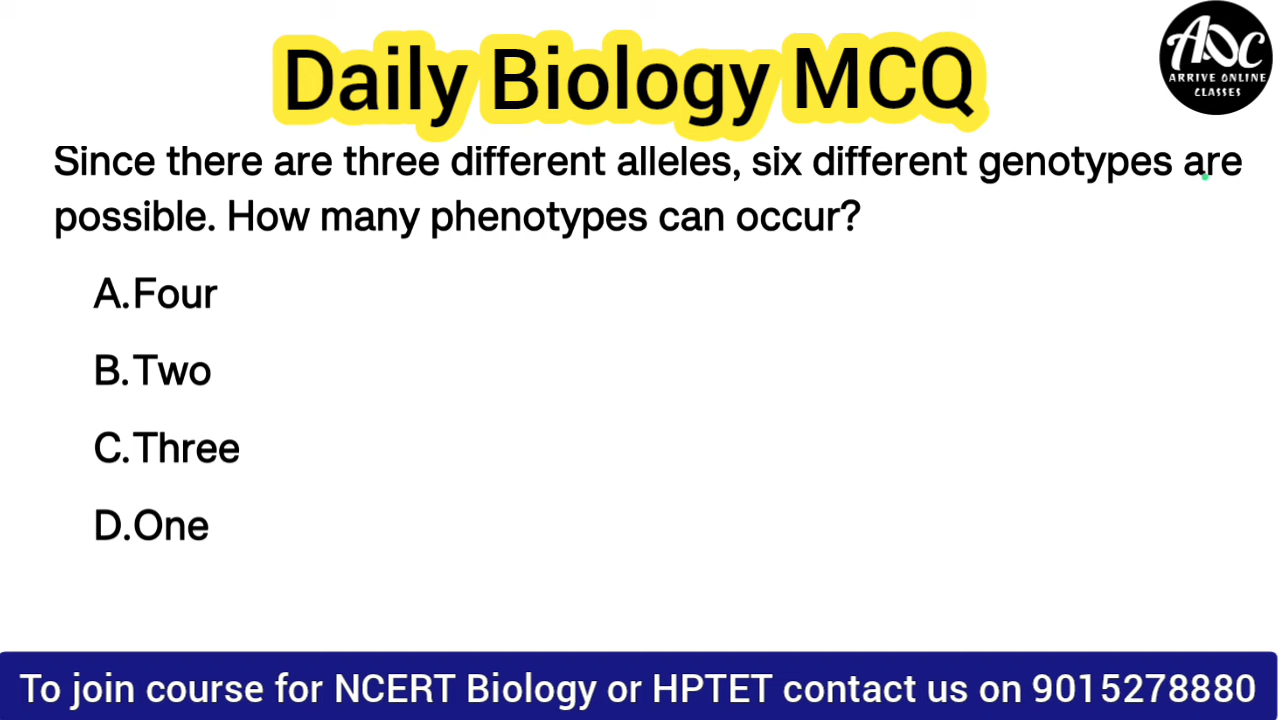 Daily Biology MCQ
AOC
ARRIVE ONLINE
CLASSES
Since there are three different alleles, six different genotypes are
possible. How many phenotypes can occur?
A.Four
B.Two
C.Three
D.One
To join course for NCERT Biology or HPTET contact us on 9015278880